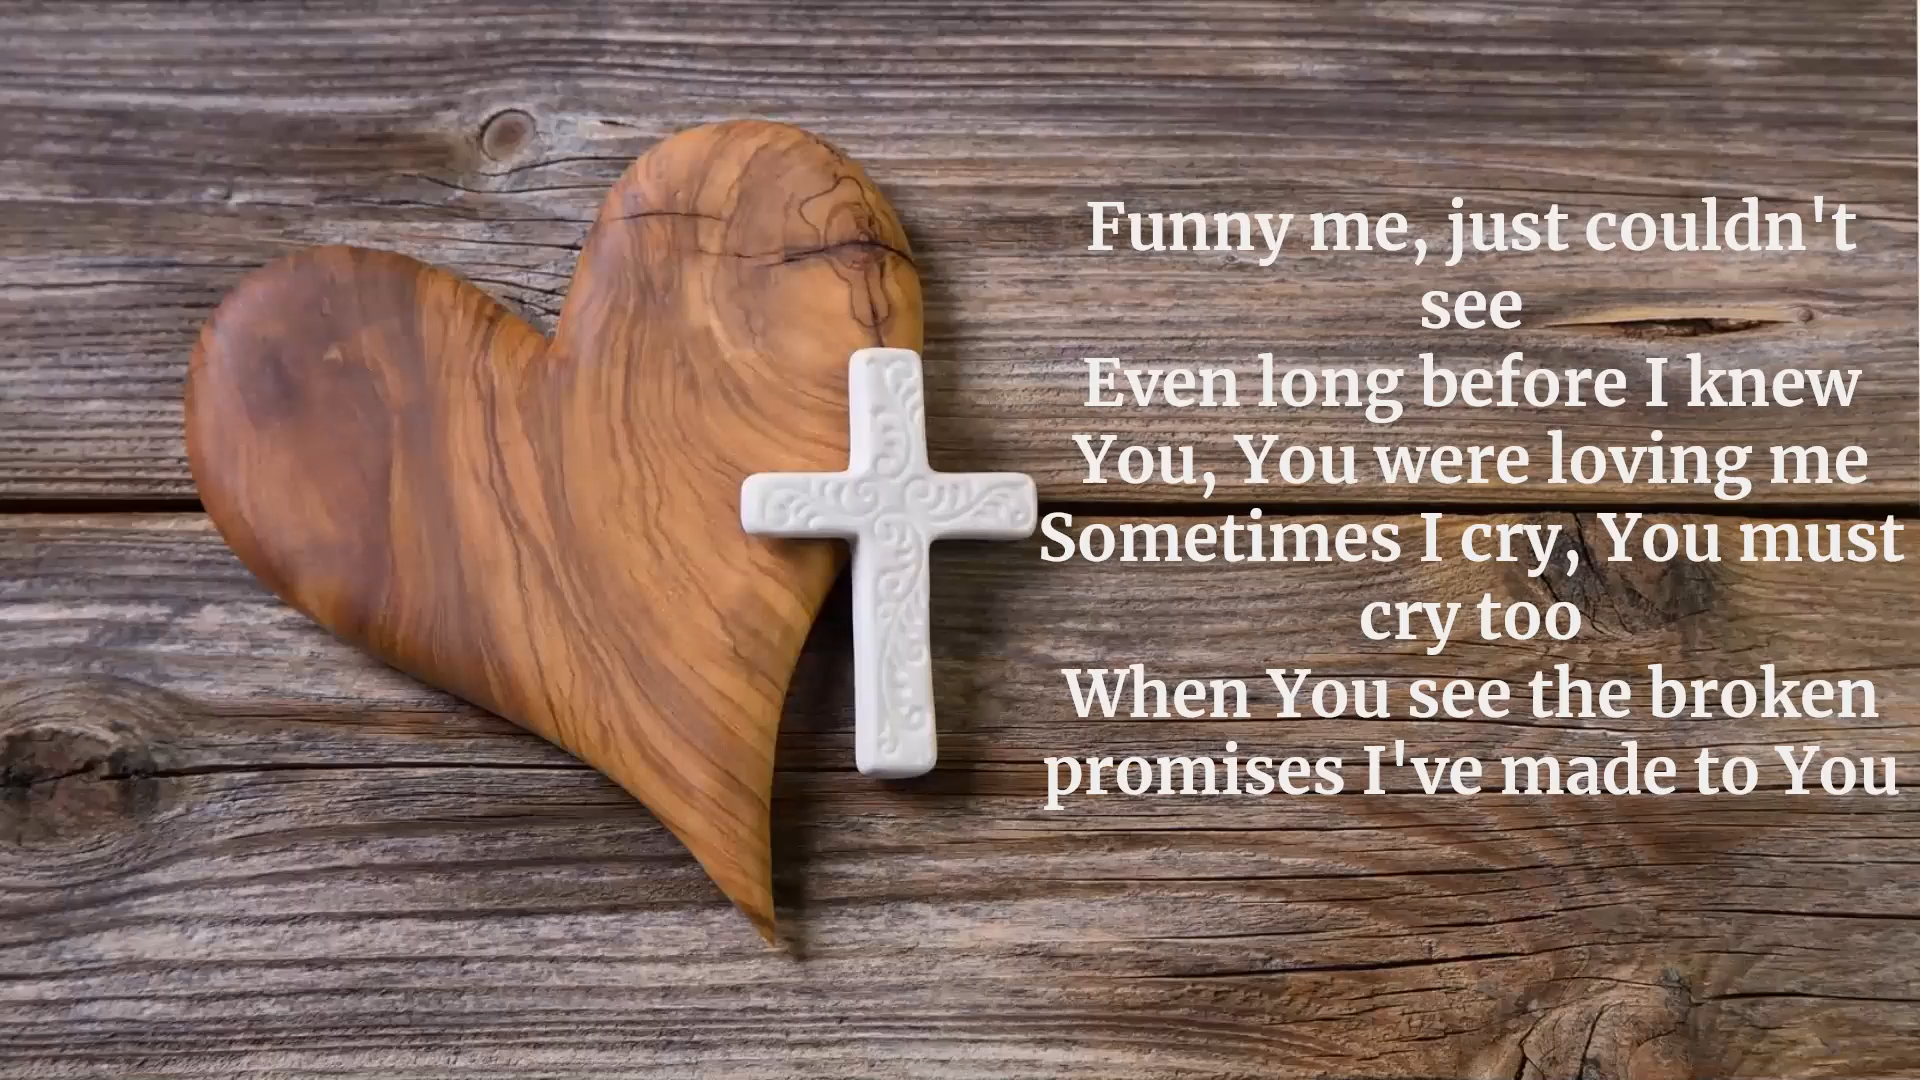 Funny me, just couldn't
see
Even long before I knew
You, You were loving me
Sometimes I cry, You must
cry too
When You see the broken
promises I've made to You